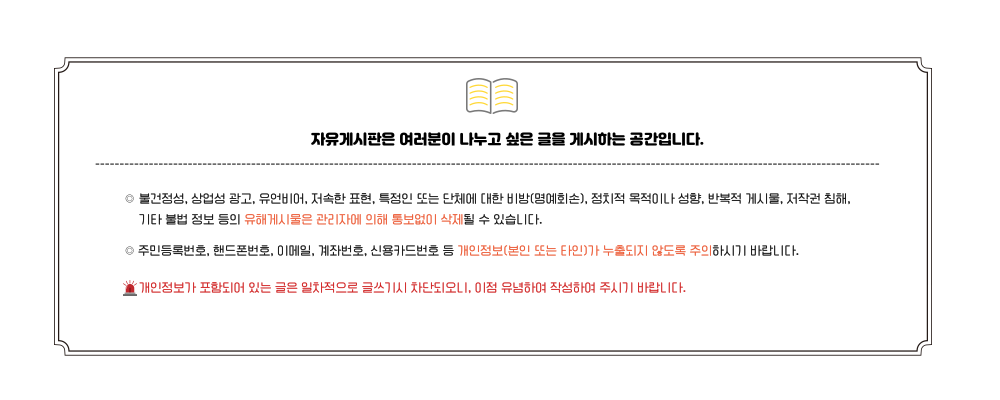 자유게시판은 여러분이 나누고 싶은 글을 게시하는 공간입니다.
◎ 불건정성, 상업성 광고, 유언비어, 저속한 표현, 특정인 또는 단체에 대한 비방(명예훼손), 정치적 목적이나 성향, 반복적 게시물, 저작권 침해,
기타 불법 정보 등의 유해게시물은 관리자에 의해 통보없이 삭제될 수 있습니다.
◎ 주민등록번호, 핸드폰번호, 이메일, 계좌번호, 신용카드번호 등 개인정보(본인 또는 타인)가 누출되지 않도록 주의하시기 바랍니다.
개인정보가 포함되어 있는 글은 일차적으로 글쓰기시 차단되오니, 이점 유념하여 작성하여 주시기 바랍니다.